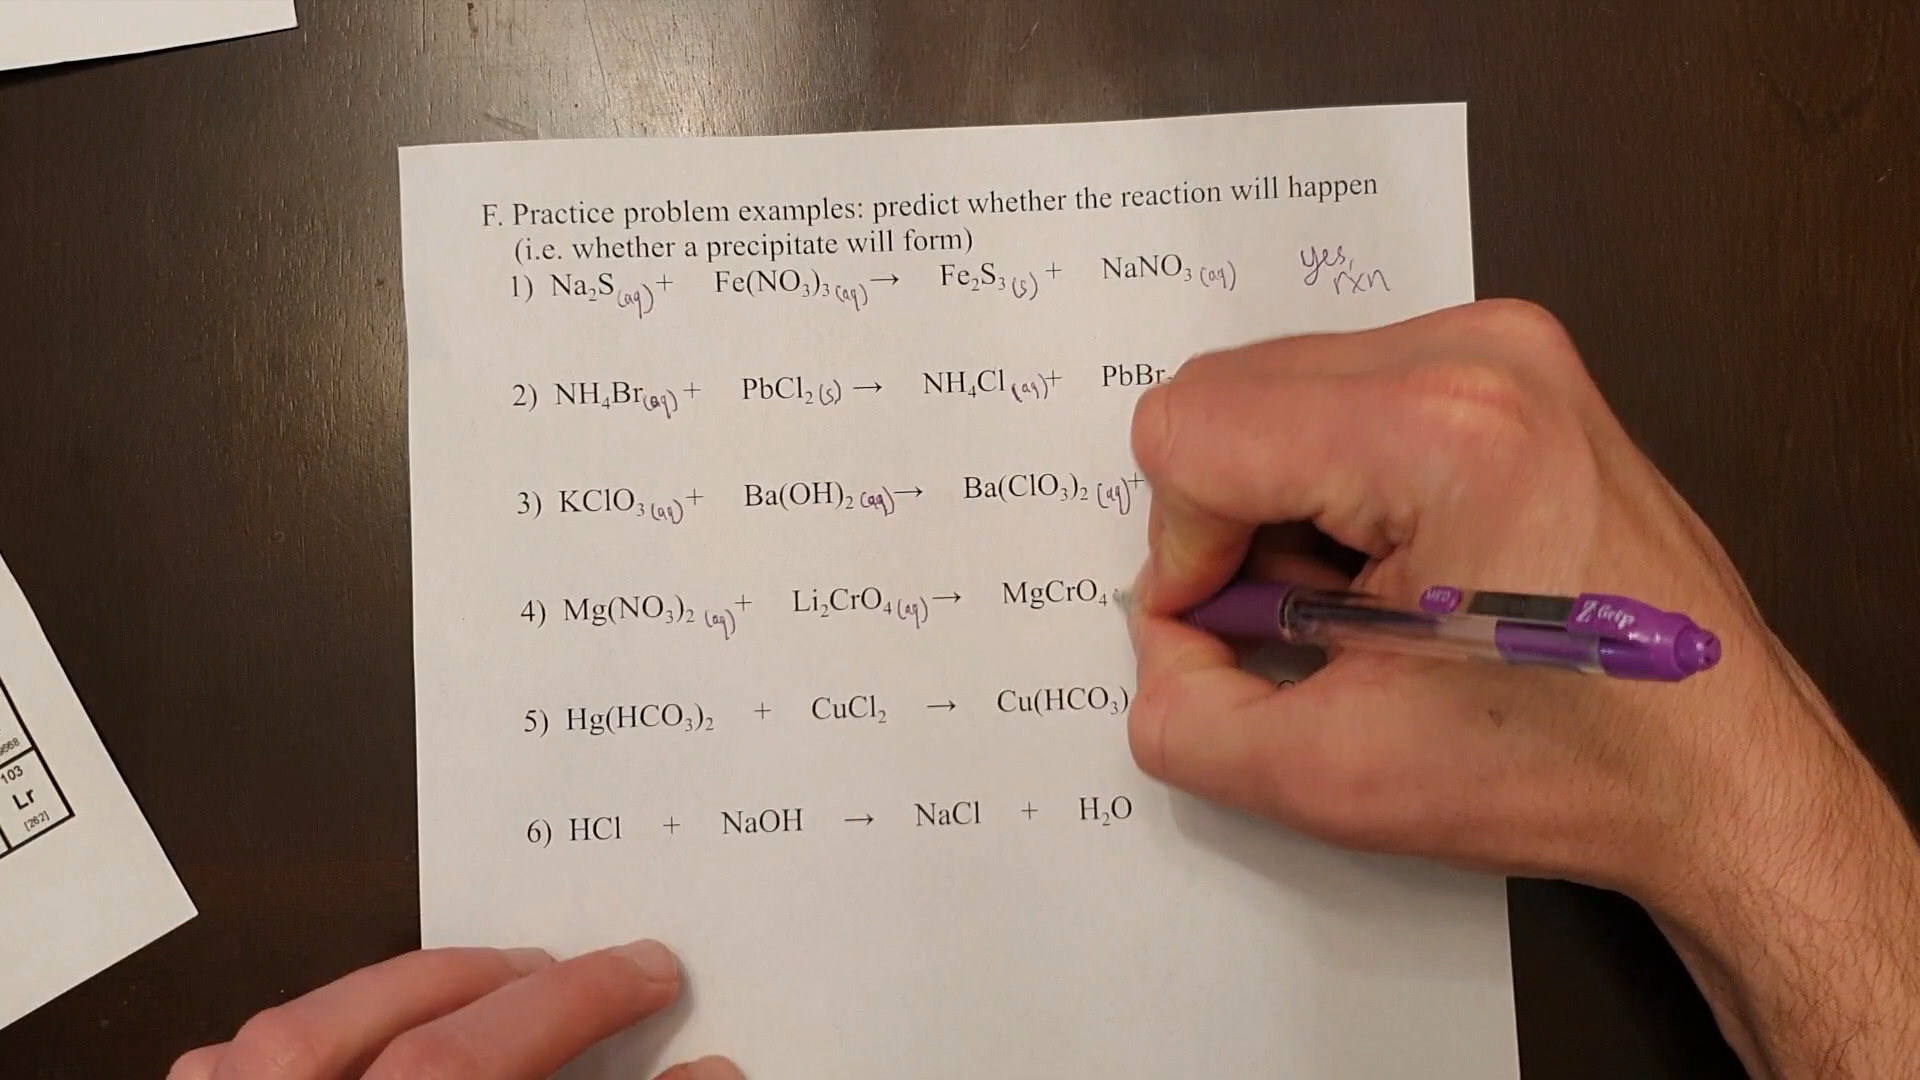 F. Practice problem examples: predict whether the reaction will happen
(i.e. whether a precipitate will form)
1) Na₂S (aq) + Fe(NO₃)₃ (aq) → Fe₂S₃ (s) + NaNO₃ (aq) yes, rxn
2) NH₄Br (aq) + PbCl₂ (s) → NH₄Cl (aq) + PbBr
3) KClO₃ (aq) + Ba(OH)₂ (aq) → Ba(ClO₃)₂ (aq) +
4) Mg(NO₃)₂ (aq) + Li₂CrO₄ (aq) → MgCrO₄
5) Hg(HCO₃)₂ + CuCl₂ → Cu(HCO₃)
6) HCl + NaOH → NaCl + H₂O
MED
Z Grip
9668
103
Lr
[262]